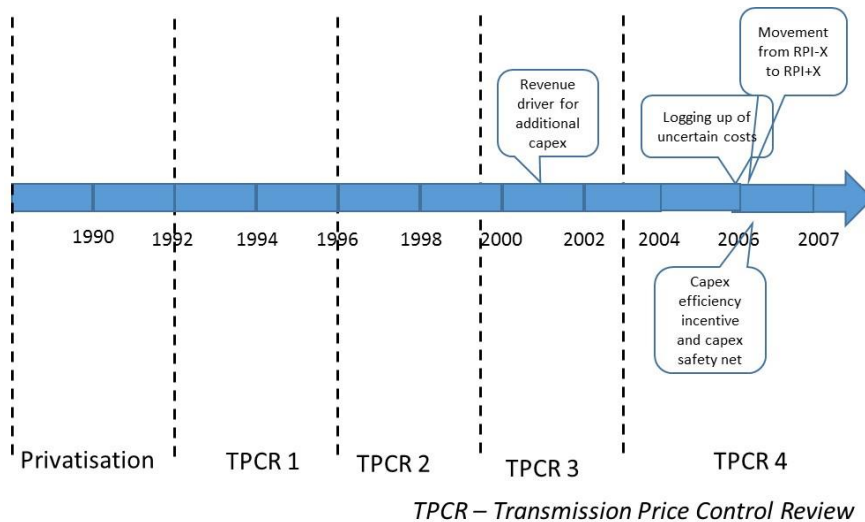 Movement
from RPI-X
to RPI+X
Revenue
driver for
additional
capex
Logging up of
uncertain costs
1990
1992
1994
1996
1998
2000
2002
2004
2006
2007
Capex
efficiency
incentive
and capex
safety net
Privatisation
TPCR 1
TPCR 2
TPCR 3
TPCR 4
TPCR – Transmission Price Control Review